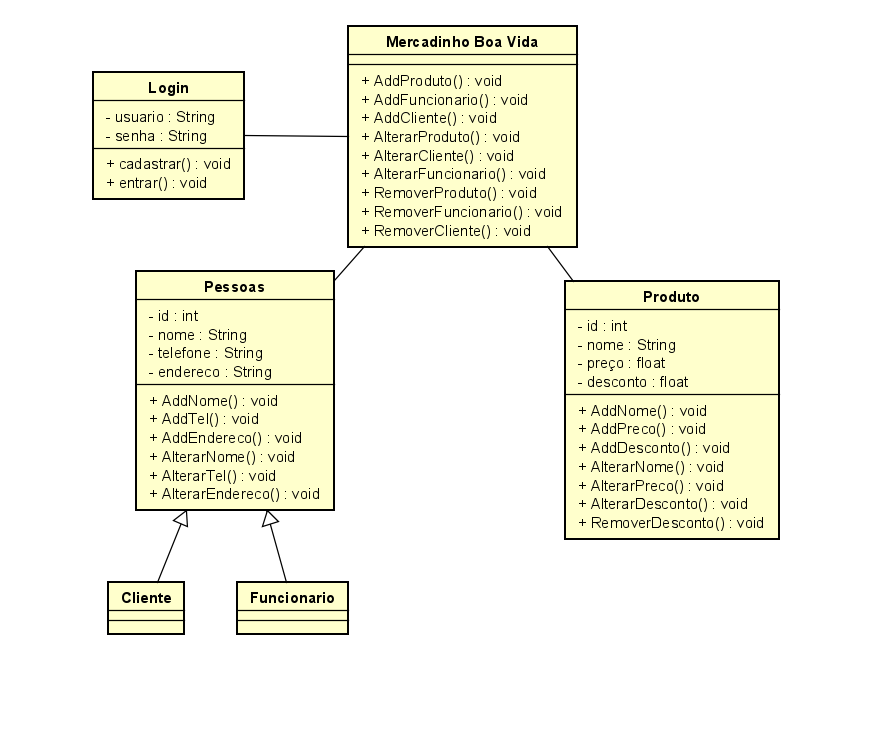 Mercadinho Boa Vida
+ AddProduto() : void
+ AddFuncionario() : void
+ AddCliente() : void
+ AlterarProduto() : void
+ AlterarCliente() : void
+ AlterarFuncionario() : void
+ RemoverProduto() : void
+ RemoverFuncionario() : void
+ RemoverCliente() : void
Login
- usuario : String
- senha : String
+ cadastrar() : void
+ entrar() : void
Pessoas
- id : int
- nome : String
- telefone : String
- endereco : String
+ AddNome() : void
+ AddTel() : void
+ AddEndereco() : void
+ AlterarNome() : void
+ AlterarTel() : void
+ AlterarEndereco() : void
Produto
- id : int
- nome : String
- preço : float
- desconto : float
+ AddNome() : void
+ AddPreco() : void
+ AddDesconto() : void
+ AlterarNome() : void
+ AlterarPreco() : void
+ AlterarDesconto() : void
+ RemoverDesconto() : void
Cliente
Funcionario